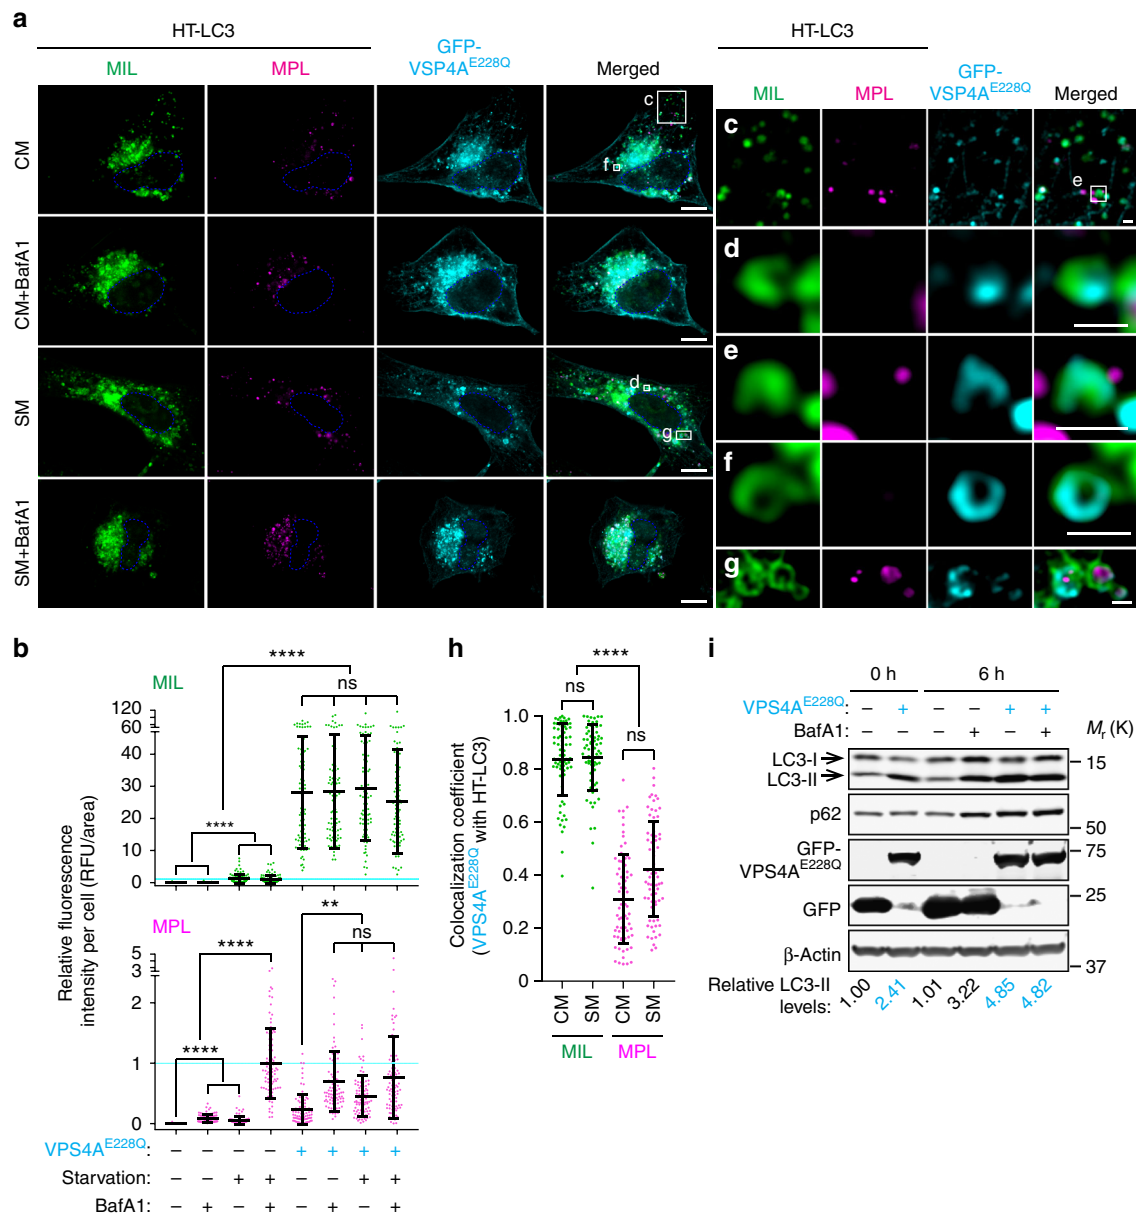 a
HT-LC3
MIL
MPL
GFP-
VSP4A^E228Q
Merged
CM
CM+BafA1
SM
SM+BafA1
c
f
d
g
HT-LC3
MIL
MPL
GFP-
VSP4A^E228Q
Merged
c
e
d
e
f
g
b
MIL
****
ns
120
60
40
30
20
10
0
****
Relative fluorescence
intensity per cell (RFU/area)
MPL
**
****
ns
5
3
2
1
0
****
VPS4A^E228Q: – – – – + + + +
Starvation: – – + + – – + +
BafA1: – + – + – + – +
h
****
ns
ns
1.0
0.8
0.6
0.4
0.2
0
Colocalization coefficient
(VPS4A^E228Q with HT-LC3)
CM SM CM SM
MIL MPL
i
0 h 6 h
VPS4A^E228Q: – + – – + +
BafA1: – – – + – +
M_r (K)
LC3-I
LC3-II
15
p62
50
GFP-
VPS4A^E228Q
75
GFP
25
β-Actin
37
Relative LC3-II
levels:
1.00 2.41 1.01 3.22 4.85 4.82